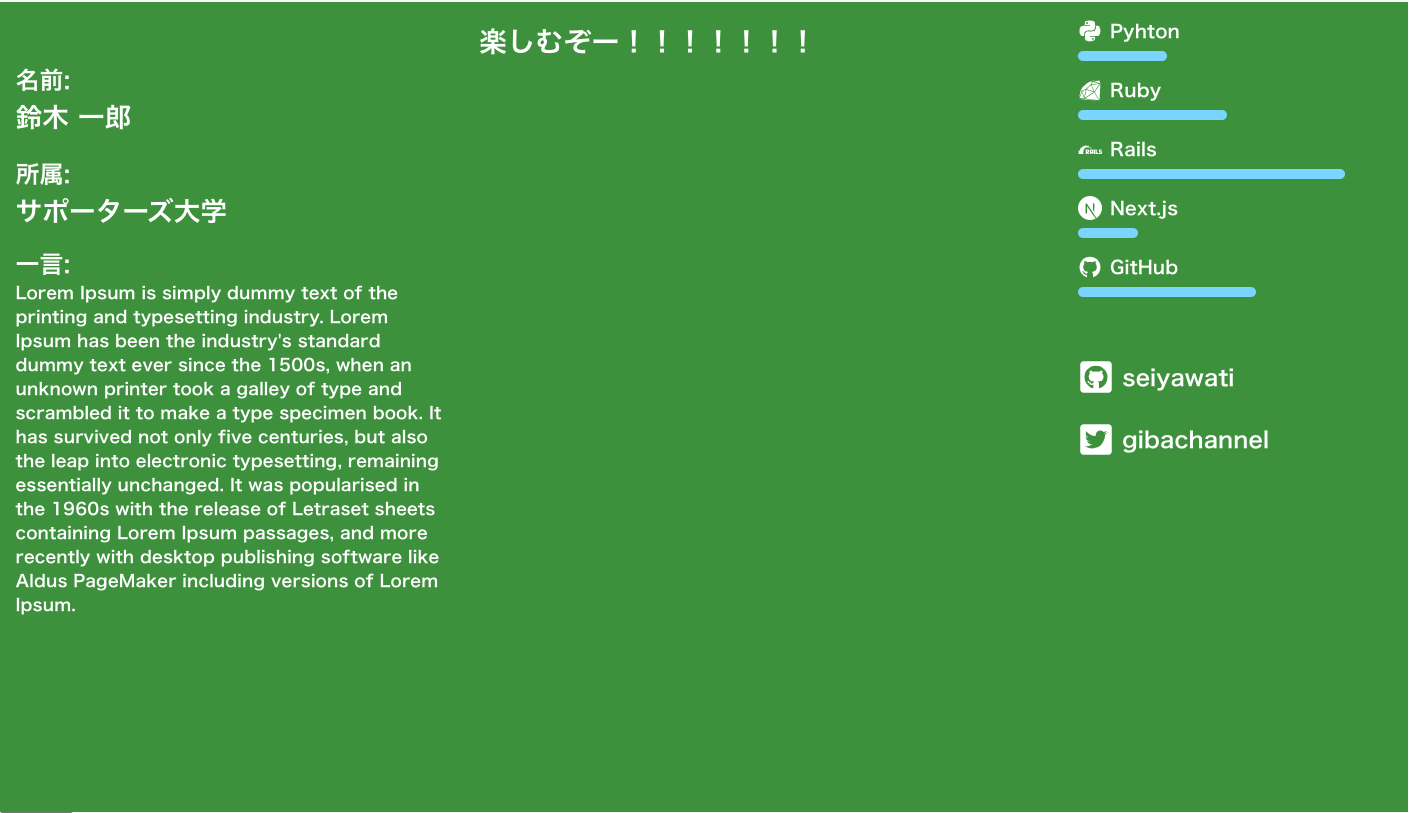 楽しむぞー！！！！！！！
名前:
鈴木 一郎
所属:
サポーターズ大学
一言:
Lorem Ipsum is simply dummy text of the
printing and typesetting industry. Lorem
Ipsum has been the industry's standard
dummy text ever since the 1500s, when an
unknown printer took a galley of type and
scrambled it to make a type specimen book. It
has survived not only five centuries, but also
the leap into electronic typesetting, remaining
essentially unchanged. It was popularised in
the 1960s with the release of Letraset sheets
containing Lorem Ipsum passages, and more
recently with desktop publishing software like
Aldus PageMaker including versions of Lorem
Ipsum.
Pyhton
Ruby
RAILS Rails
N Next.js
GitHub
seiyawati
gibachannel